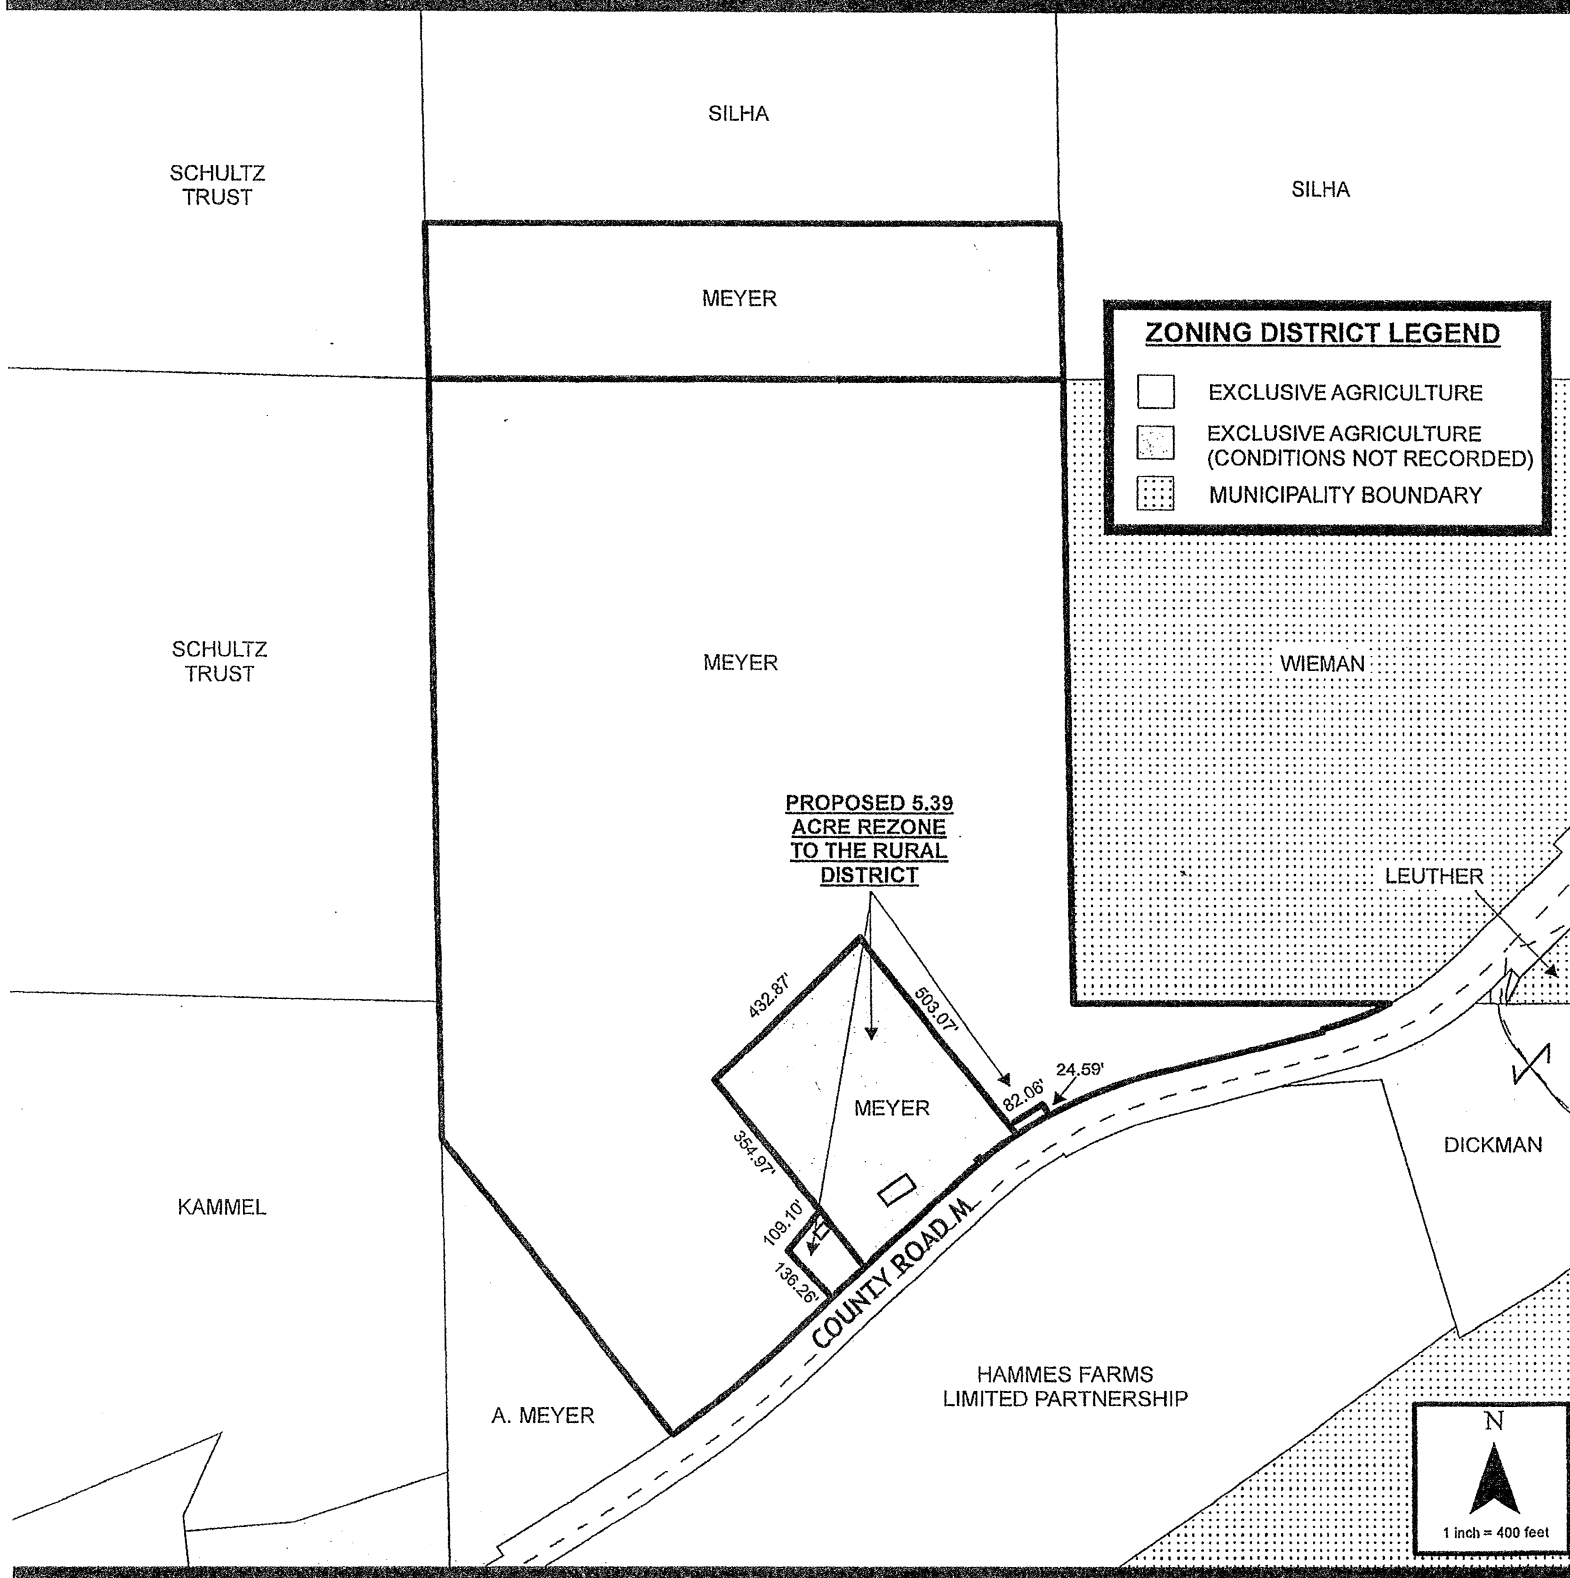 SILHA
SCHULTZ
TRUST
SILHA
MEYER
ZONING DISTRICT LEGEND
EXCLUSIVE AGRICULTURE
EXCLUSIVE AGRICULTURE
(CONDITIONS NOT RECORDED)
MUNICIPALITY BOUNDARY
SCHULTZ
TRUST
MEYER
WIEMAN
PROPOSED 5.39
ACRE REZONE
TO THE RURAL
DISTRICT
LEUTHER
432.87'
503.07'
24.59'
82.06'
MEYER
354.97'
DICKMAN
KAMMEL
109.10'
136.26'
COUNTY ROAD M
HAMMES FARMS
LIMITED PARTNERSHIP
A. MEYER
N
1 inch = 400 feet